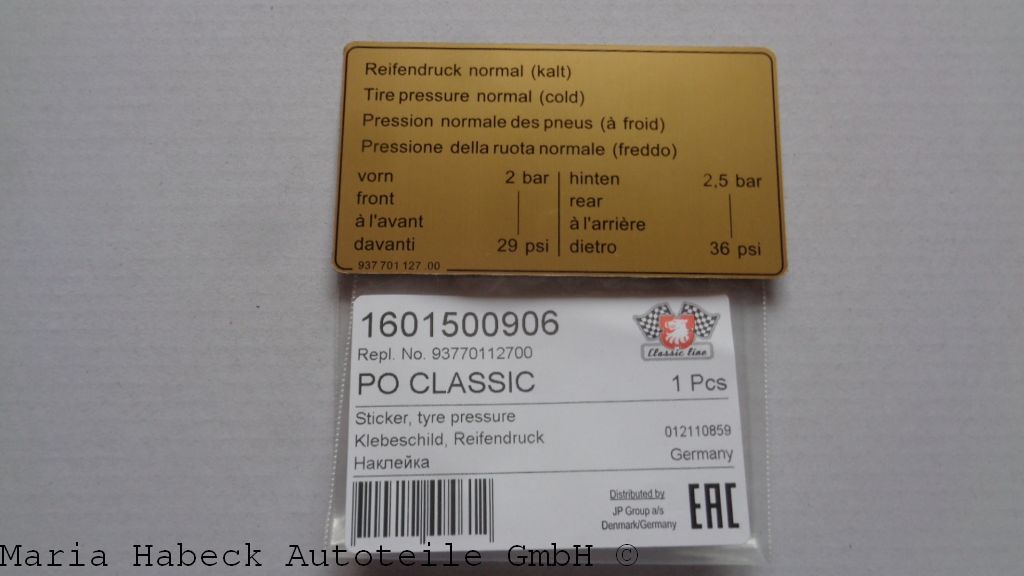 Reifendruck normal (kalt)
Tire pressure normal (cold)
Pression normale des pneus (à froid)
Pressione della ruota normale (freddo)
vorn 2 bar hinten 2,5 bar
front rear
à l'avant à l'arrière
davanti 29 psi dietro 36 psi
937 701 127 .00
1601500906
Classic line
Repl. No. 93770112700
PO CLASSIC 1 Pcs
Sticker, tyre pressure
Klebeschild, Reifendruck 012110859
Наклейка Germany
Distributed by
JP Group a/s
Denmark/Germany
EAC
Maria Habeck Autoteile GmbH ©